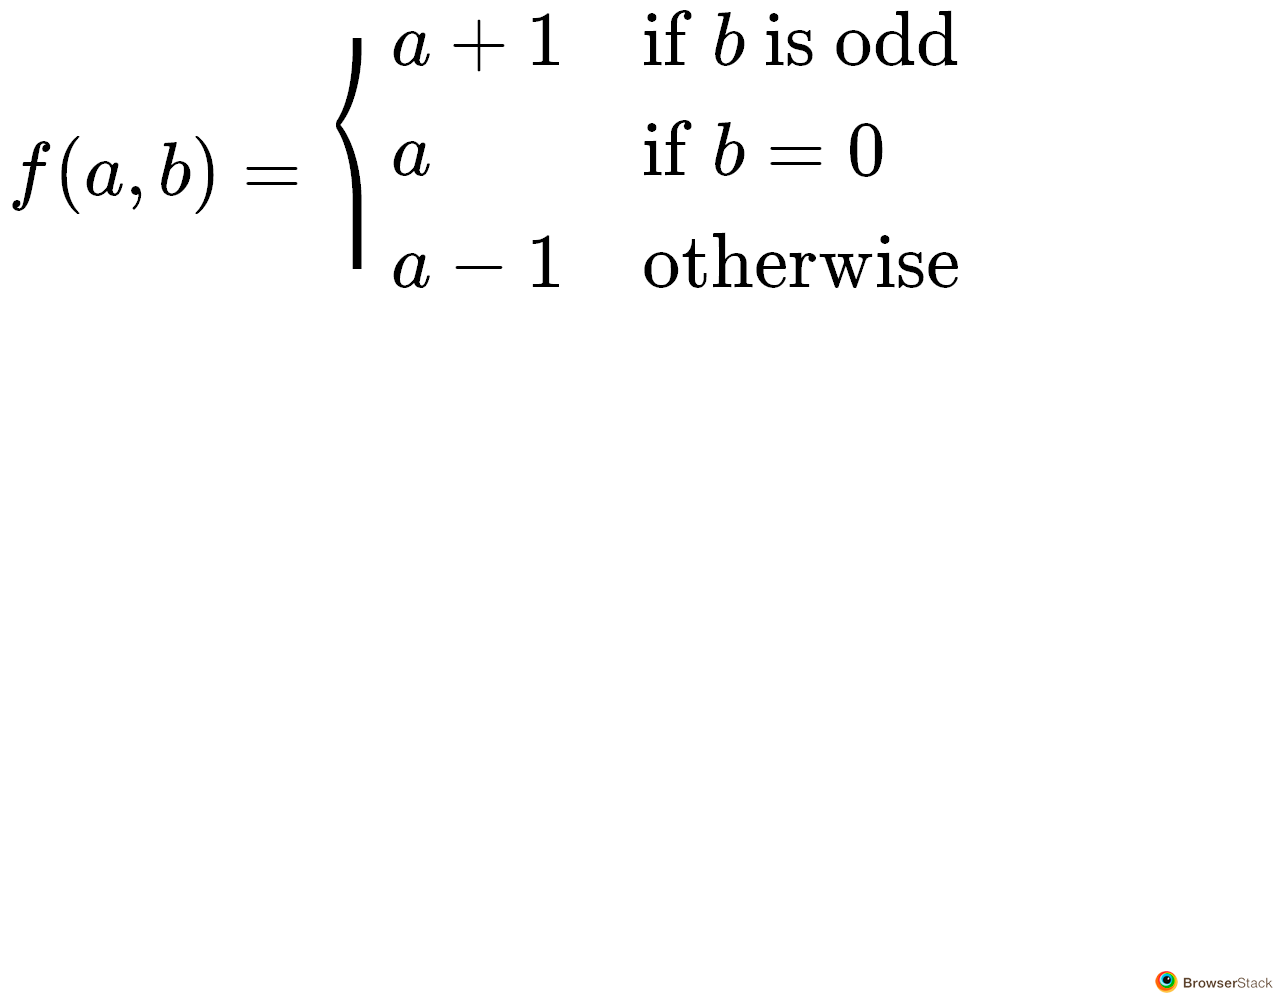 a + 1 if b is odd
f(a, b) = { a if b = 0
a − 1 otherwise
BrowserStack